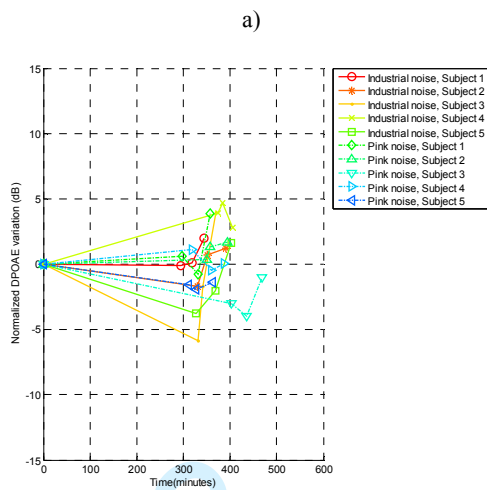 a)
15
10
5
0
-5
-10
-15
Normalized DPOAE variation (dB)
0 100 200 300 400 500 600
Time(minutes)
Industrial noise, Subject 1
Industrial noise, Subject 2
Industrial noise, Subject 3
Industrial noise, Subject 4
Industrial noise, Subject 5
Pink noise, Subject 1
Pink noise, Subject 2
Pink noise, Subject 3
Pink noise, Subject 4
Pink noise, Subject 5